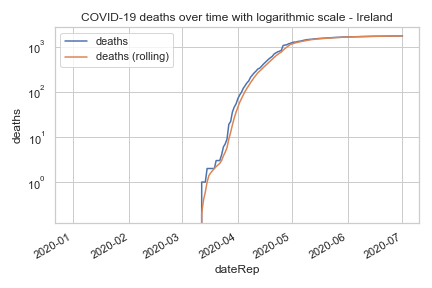 COVID-19 deaths over time with logarithmic scale - Ireland
deaths
deaths (rolling)
10³
10²
10¹
10⁰
deaths
2020-01
2020-02
2020-03
2020-04
2020-05
2020-06
2020-07
dateRep